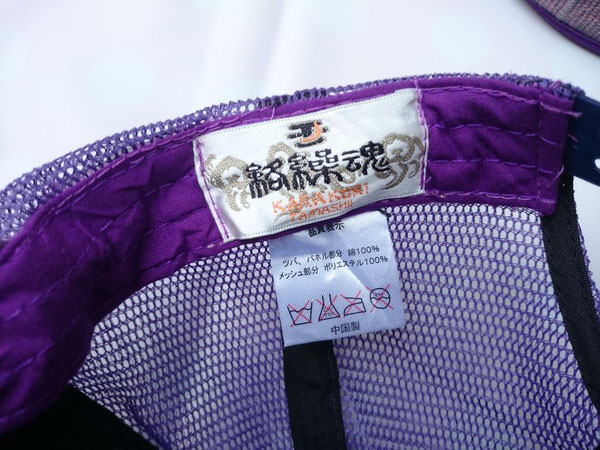 絡繰魂
KARAKURI
TAMASHII
品質表示
ツバ、パネル部分 綿100%
メッシュ部分 ポリエステル100%
中国製